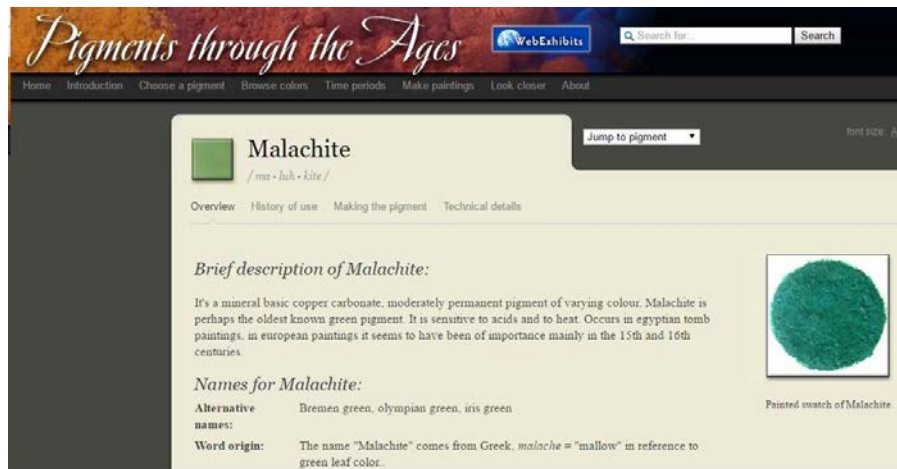 Pigments through the Ages
WebExhibits
Search for...
Search
Home Introduction Choose a pigment Browse colors Time periods Make paintings Look closer About
Jump to pigment
font size: A
Malachite
/ ma • luh • kite /
Overview History of use Making the pigment Technical details
Brief description of Malachite:
It's a mineral basic copper carbonate, moderately permanent pigment of varying colour. Malachite is
perhaps the oldest known green pigment. It is sensitive to acids and to heat. Occurs in egyptian tomb
paintings, in european paintings it seems to have been of importance mainly in the 15th and 16th
centuries.
Painted swatch of Malachite.
Names for Malachite:
Alternative names: Bremen green, olympian green, iris green
Word origin: The name "Malachite" comes from Greek, malache = "mallow" in reference to
green leaf color..